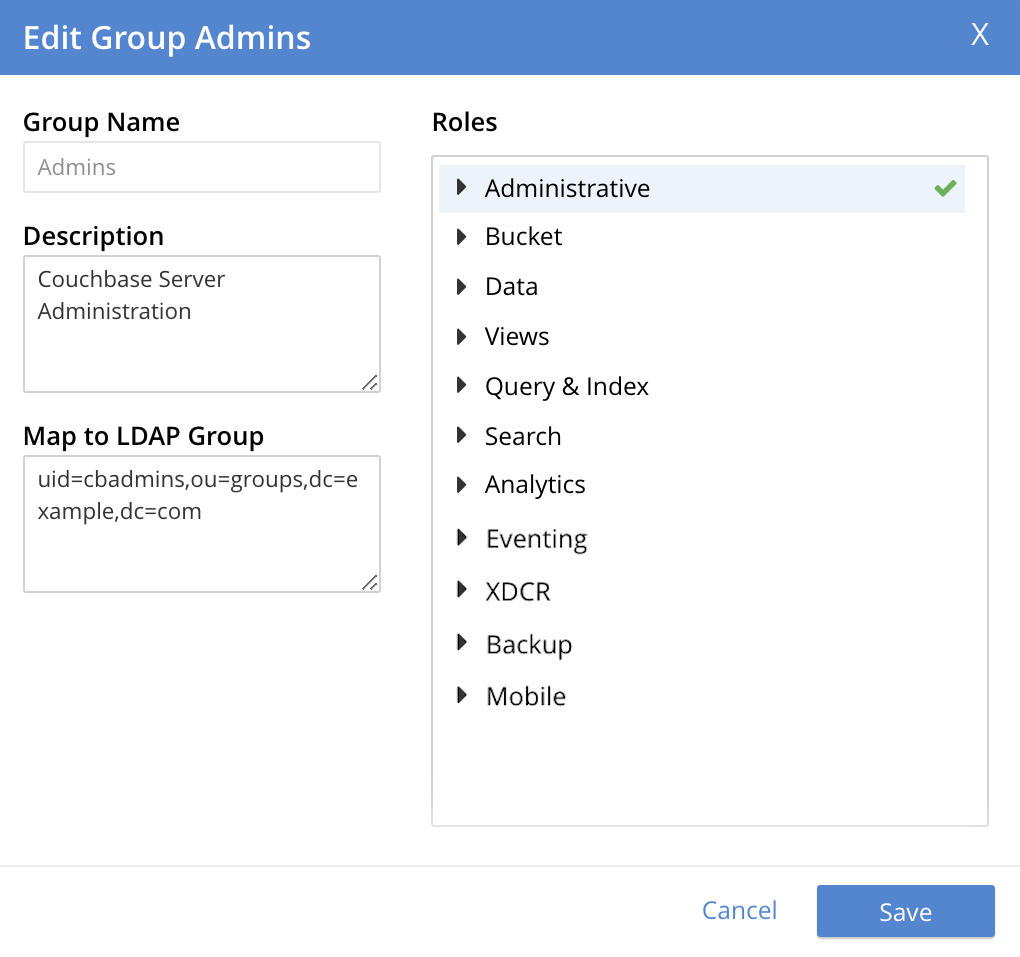 Edit Group Admins
X
Group Name
Admins
Description
Couchbase Server
Administration
Map to LDAP Group
uid=cbadmins,ou=groups,dc=e
xample,dc=com
Roles
Administrative
Bucket
Data
Views
Query & Index
Search
Analytics
Eventing
XDCR
Backup
Mobile
Cancel
Save